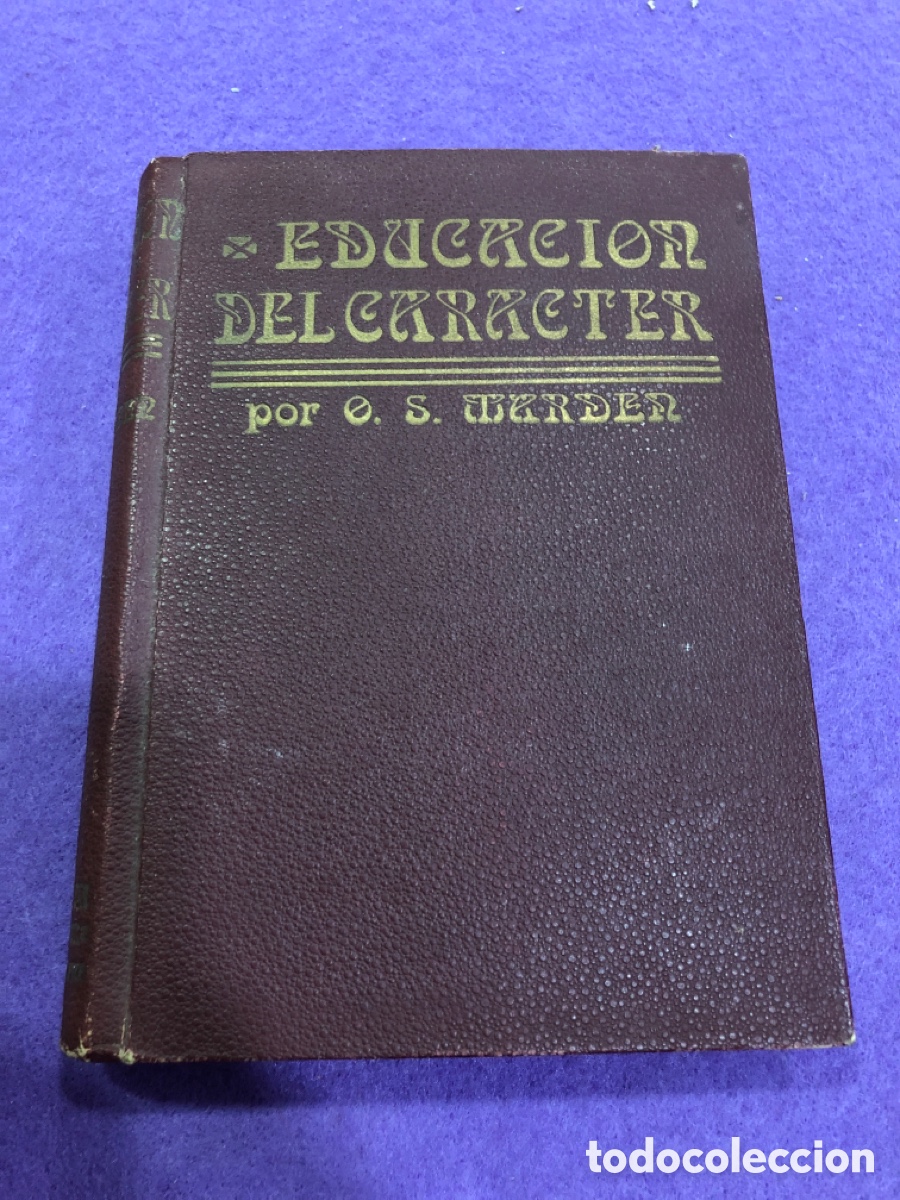 EDUCACION
DEL CARACTER
por O. S. MARDEN
todocoleccion